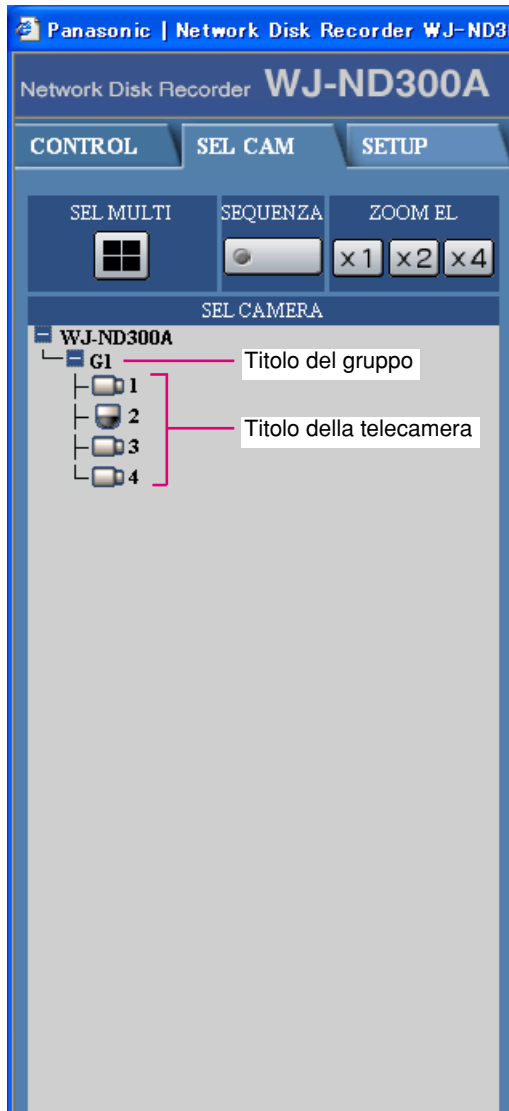 Panasonic | Network Disk Recorder WJ-ND3
Network Disk Recorder WJ-ND300A
CONTROL SEL CAM SETUP
SEL MULTI SEQUENZA ZOOM EL
x1 x2 x4
SEL CAMERA
WJ-ND300A
G1 Titolo del gruppo
1
2 Titolo della telecamera
3
4